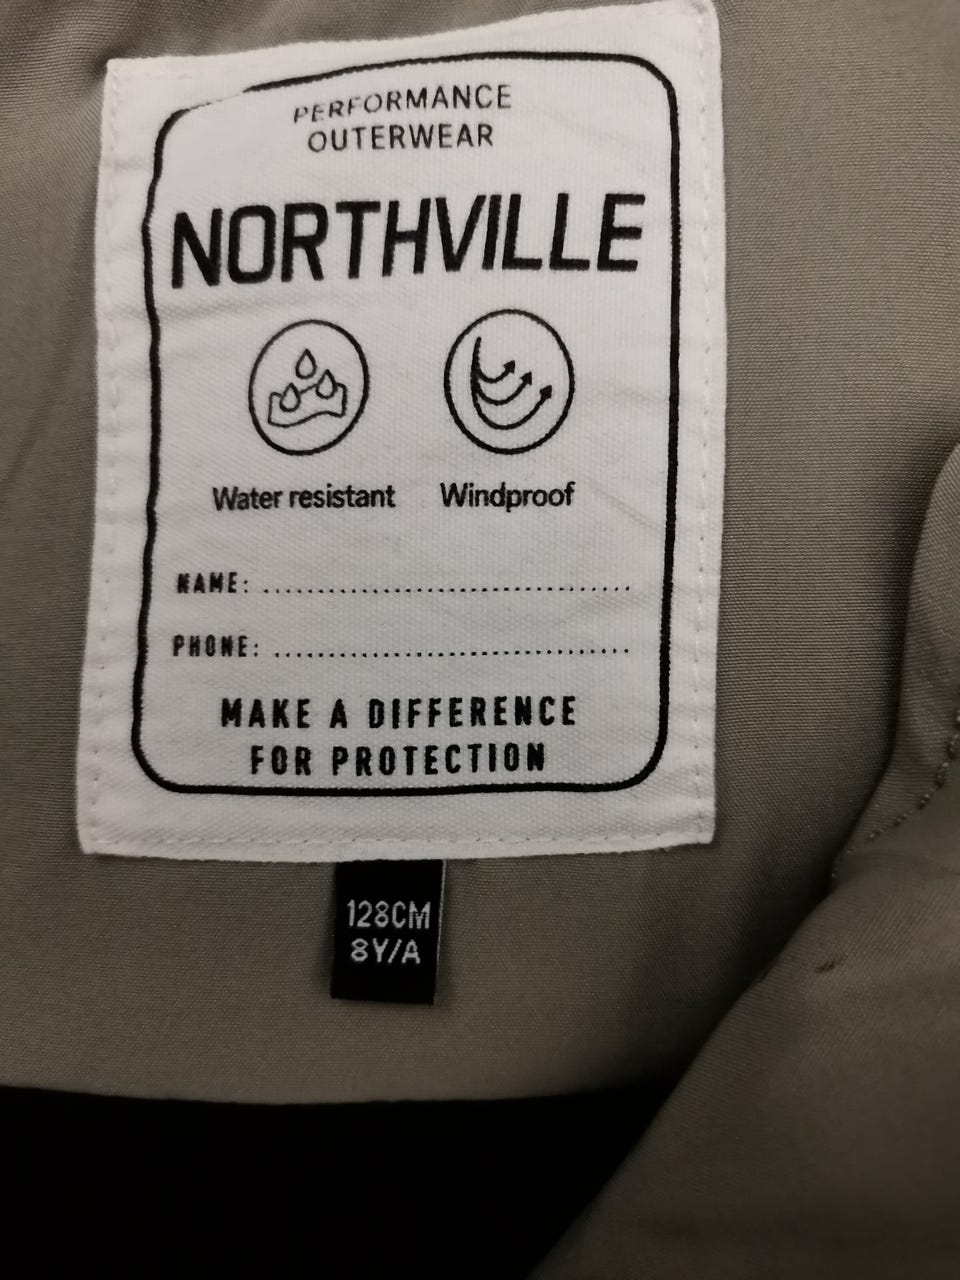 PERFORMANCE
OUTERWEAR
NORTHVILLE
Water resistant Windproof
NAME: ........................................
PHONE: ......................................
MAKE A DIFFERENCE
FOR PROTECTION
128CM
8Y/A